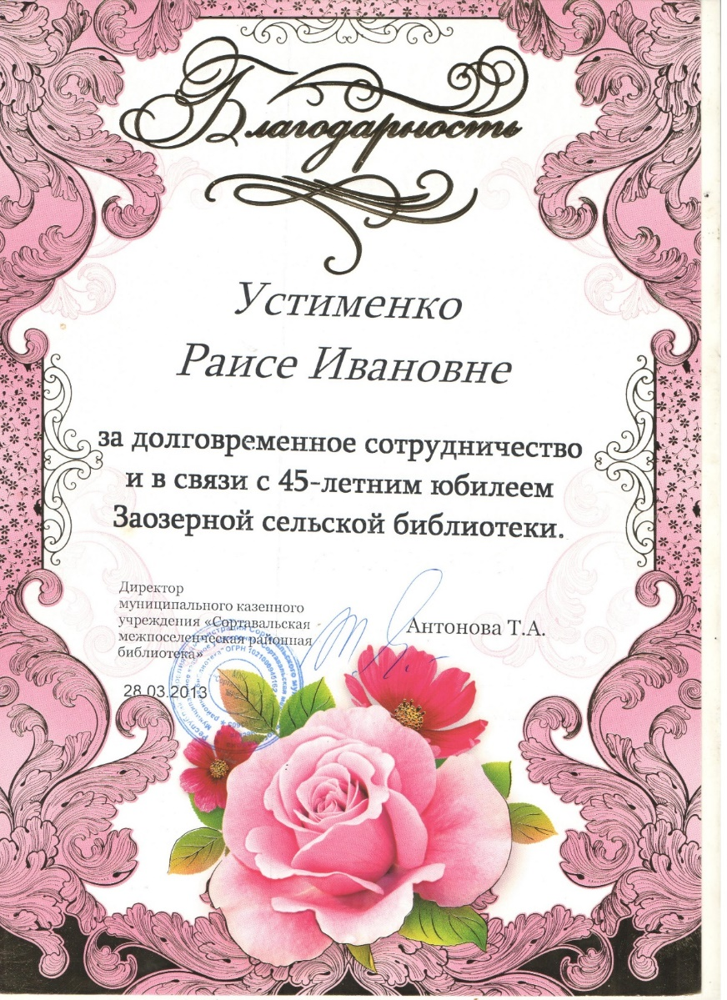 Благодарность
Устименко
Раисе Ивановне
за долговременное сотрудничество
и в связи с 45-летним юбилеем
Заозерной сельской библиотеки.
Директор
муниципального казенного
учреждения «Сортавальская
межпоселенческая районная
библиотека»
Антонова Т.А.
28.03.2013